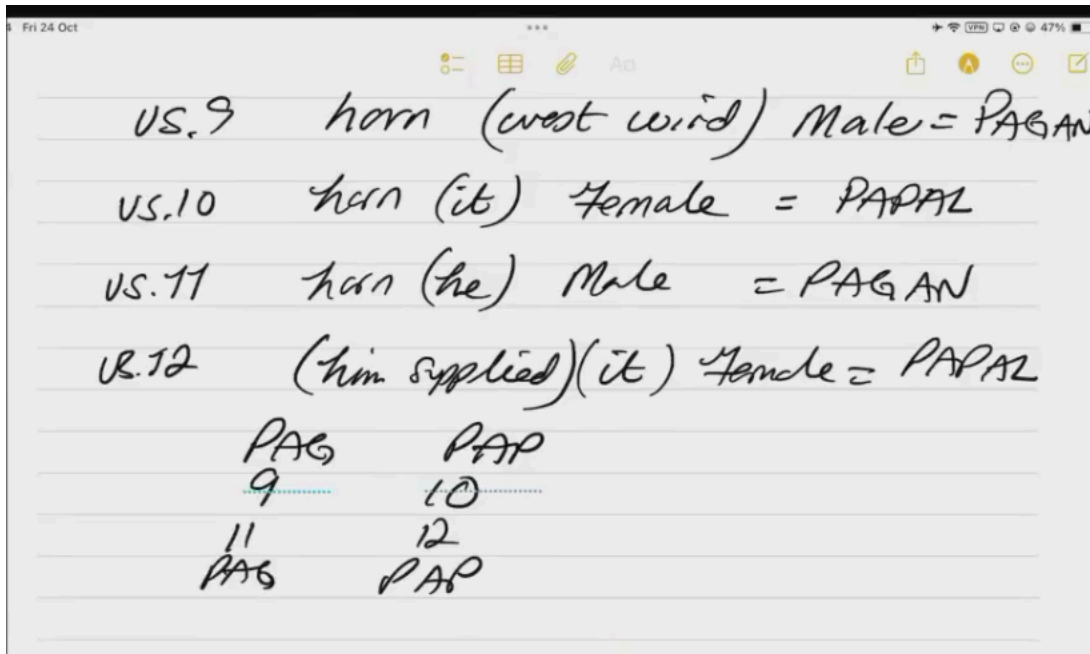 Fri 24 Oct
VPN 47%
Aa
vs.9 horn (west wind) Male = PAGAN
vs.10 horn (it) Female = PAPAL
vs.11 horn (he) Male = PAGAN
vs.12 (him supplied) (it) Female = PAPAL
PAG PAP
9 10
11 12
PAG PAP